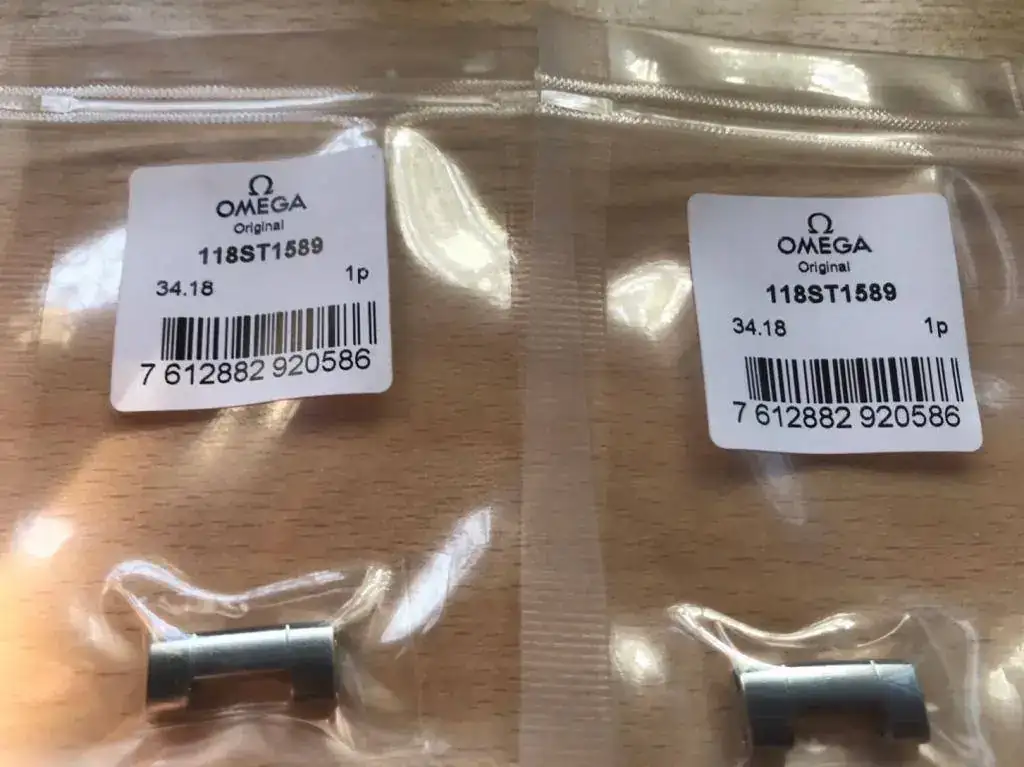 Ω
OMEGA
Original
118ST1589
34.18 1p
7 612882 920586
Ω
OMEGA
Original
118ST1589
34.18 1p
7 612882 920586